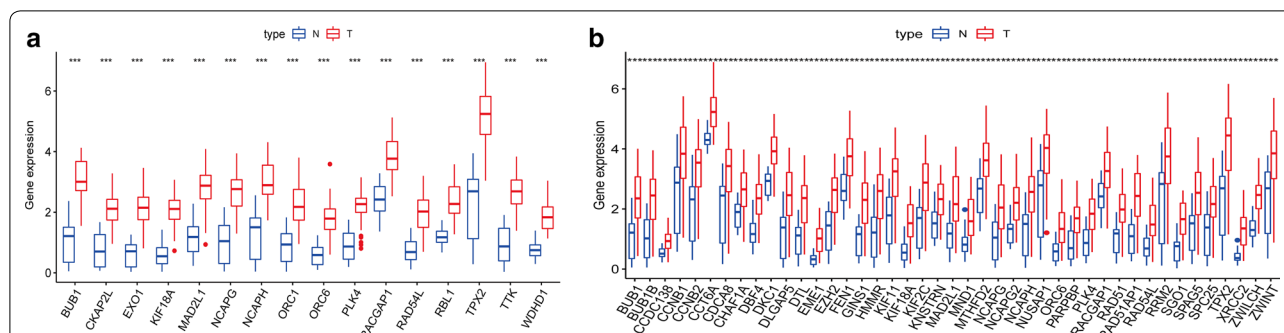 a
type N T
*** *** *** *** *** *** *** *** *** *** *** *** *** *** *** ***
Gene expression
6
4
2
0
BUB1
CKAP2L
EXO1
KIF18A
MAD2L1
NCAPG
NCAPH
ORC1
ORC6
PLK4
RACGAP1
RAD54L
RBL1
TPX2
TTK
WDHD1
b
type N T
Gene expression
6
4
2
0
BUB1
BUB1B
CCDC138
CCNB1
CCNB2
CCT6A
CDCA8
CHAF1A
DBF4
DKC1
DLGAP5
DTL
EME1
EZH2
FEN1
GINS1
HMMR
KIF11
KIF18A
KIF2C
KNSTRN
MAD2L1
MND1
MTHFD2
NCAPG
NCAPG2
NCAPH
NUSAP1
ORC6
PARPBP
PLK4
RACGAP1
RAD51
RAD51AP1
RAD54L
RRM2
SGO1
SPAG5
SPC25
TPX2
XRCC2
ZWILCH
ZWINT